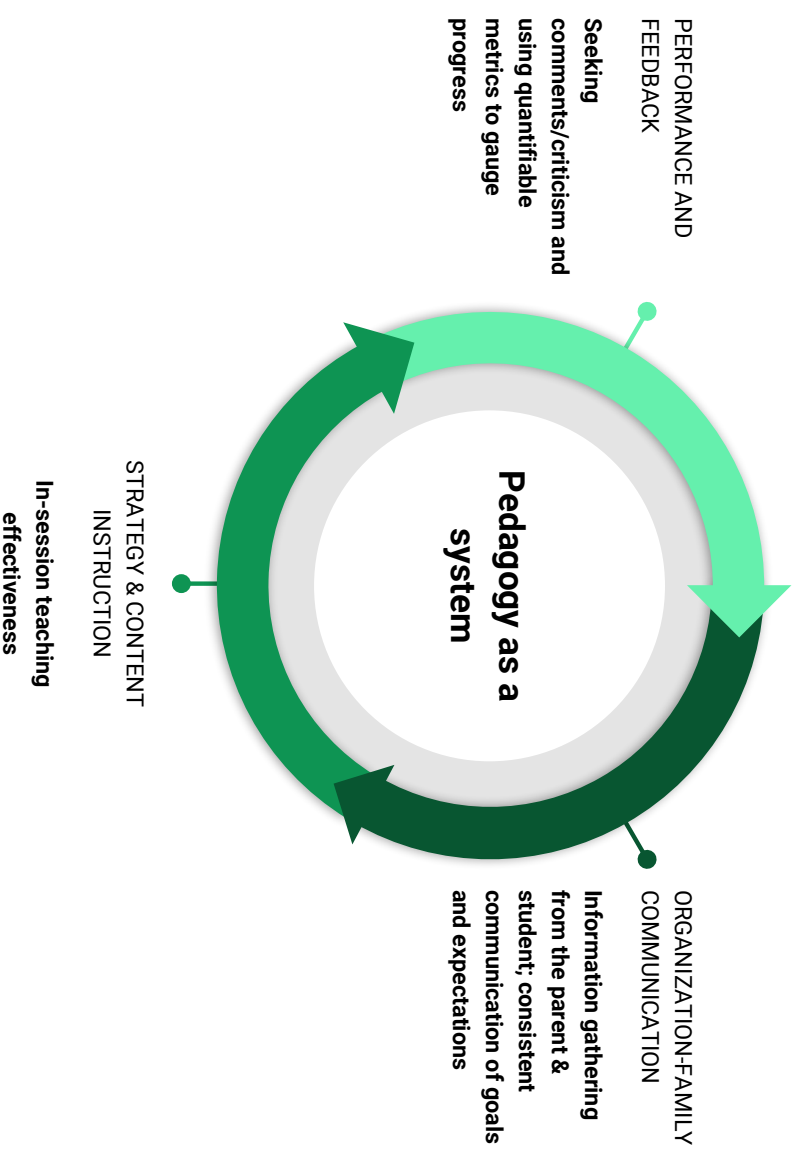 PERFORMANCE AND
FEEDBACK
Seeking
comments/criticism and
using quantifiable
metrics to gauge
progress
Pedagogy as a
system
ORGANIZATION-FAMILY
COMMUNICATION
Information gathering
from the parent &
student; consistent
communication of goals
and expectations
STRATEGY & CONTENT
INSTRUCTION
In-session teaching
effectiveness